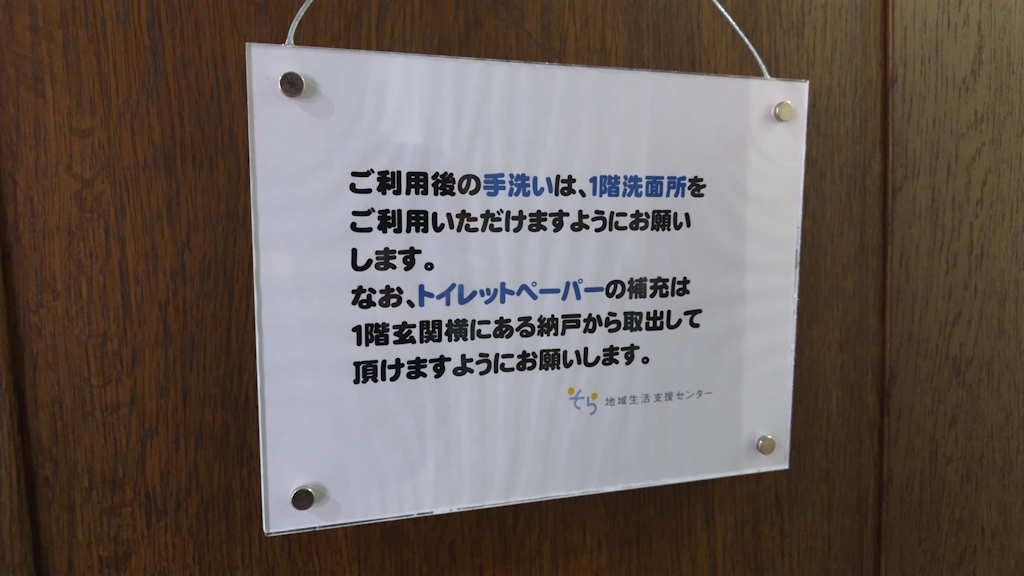 ご利用後の手洗いは、1階洗面所を
ご利用いただけますようにお願い
します。
なお、トイレットペーパーの補充は
1階玄関横にある納戸から取出して
頂けますようにお願いします。
そら 地域生活支援センター